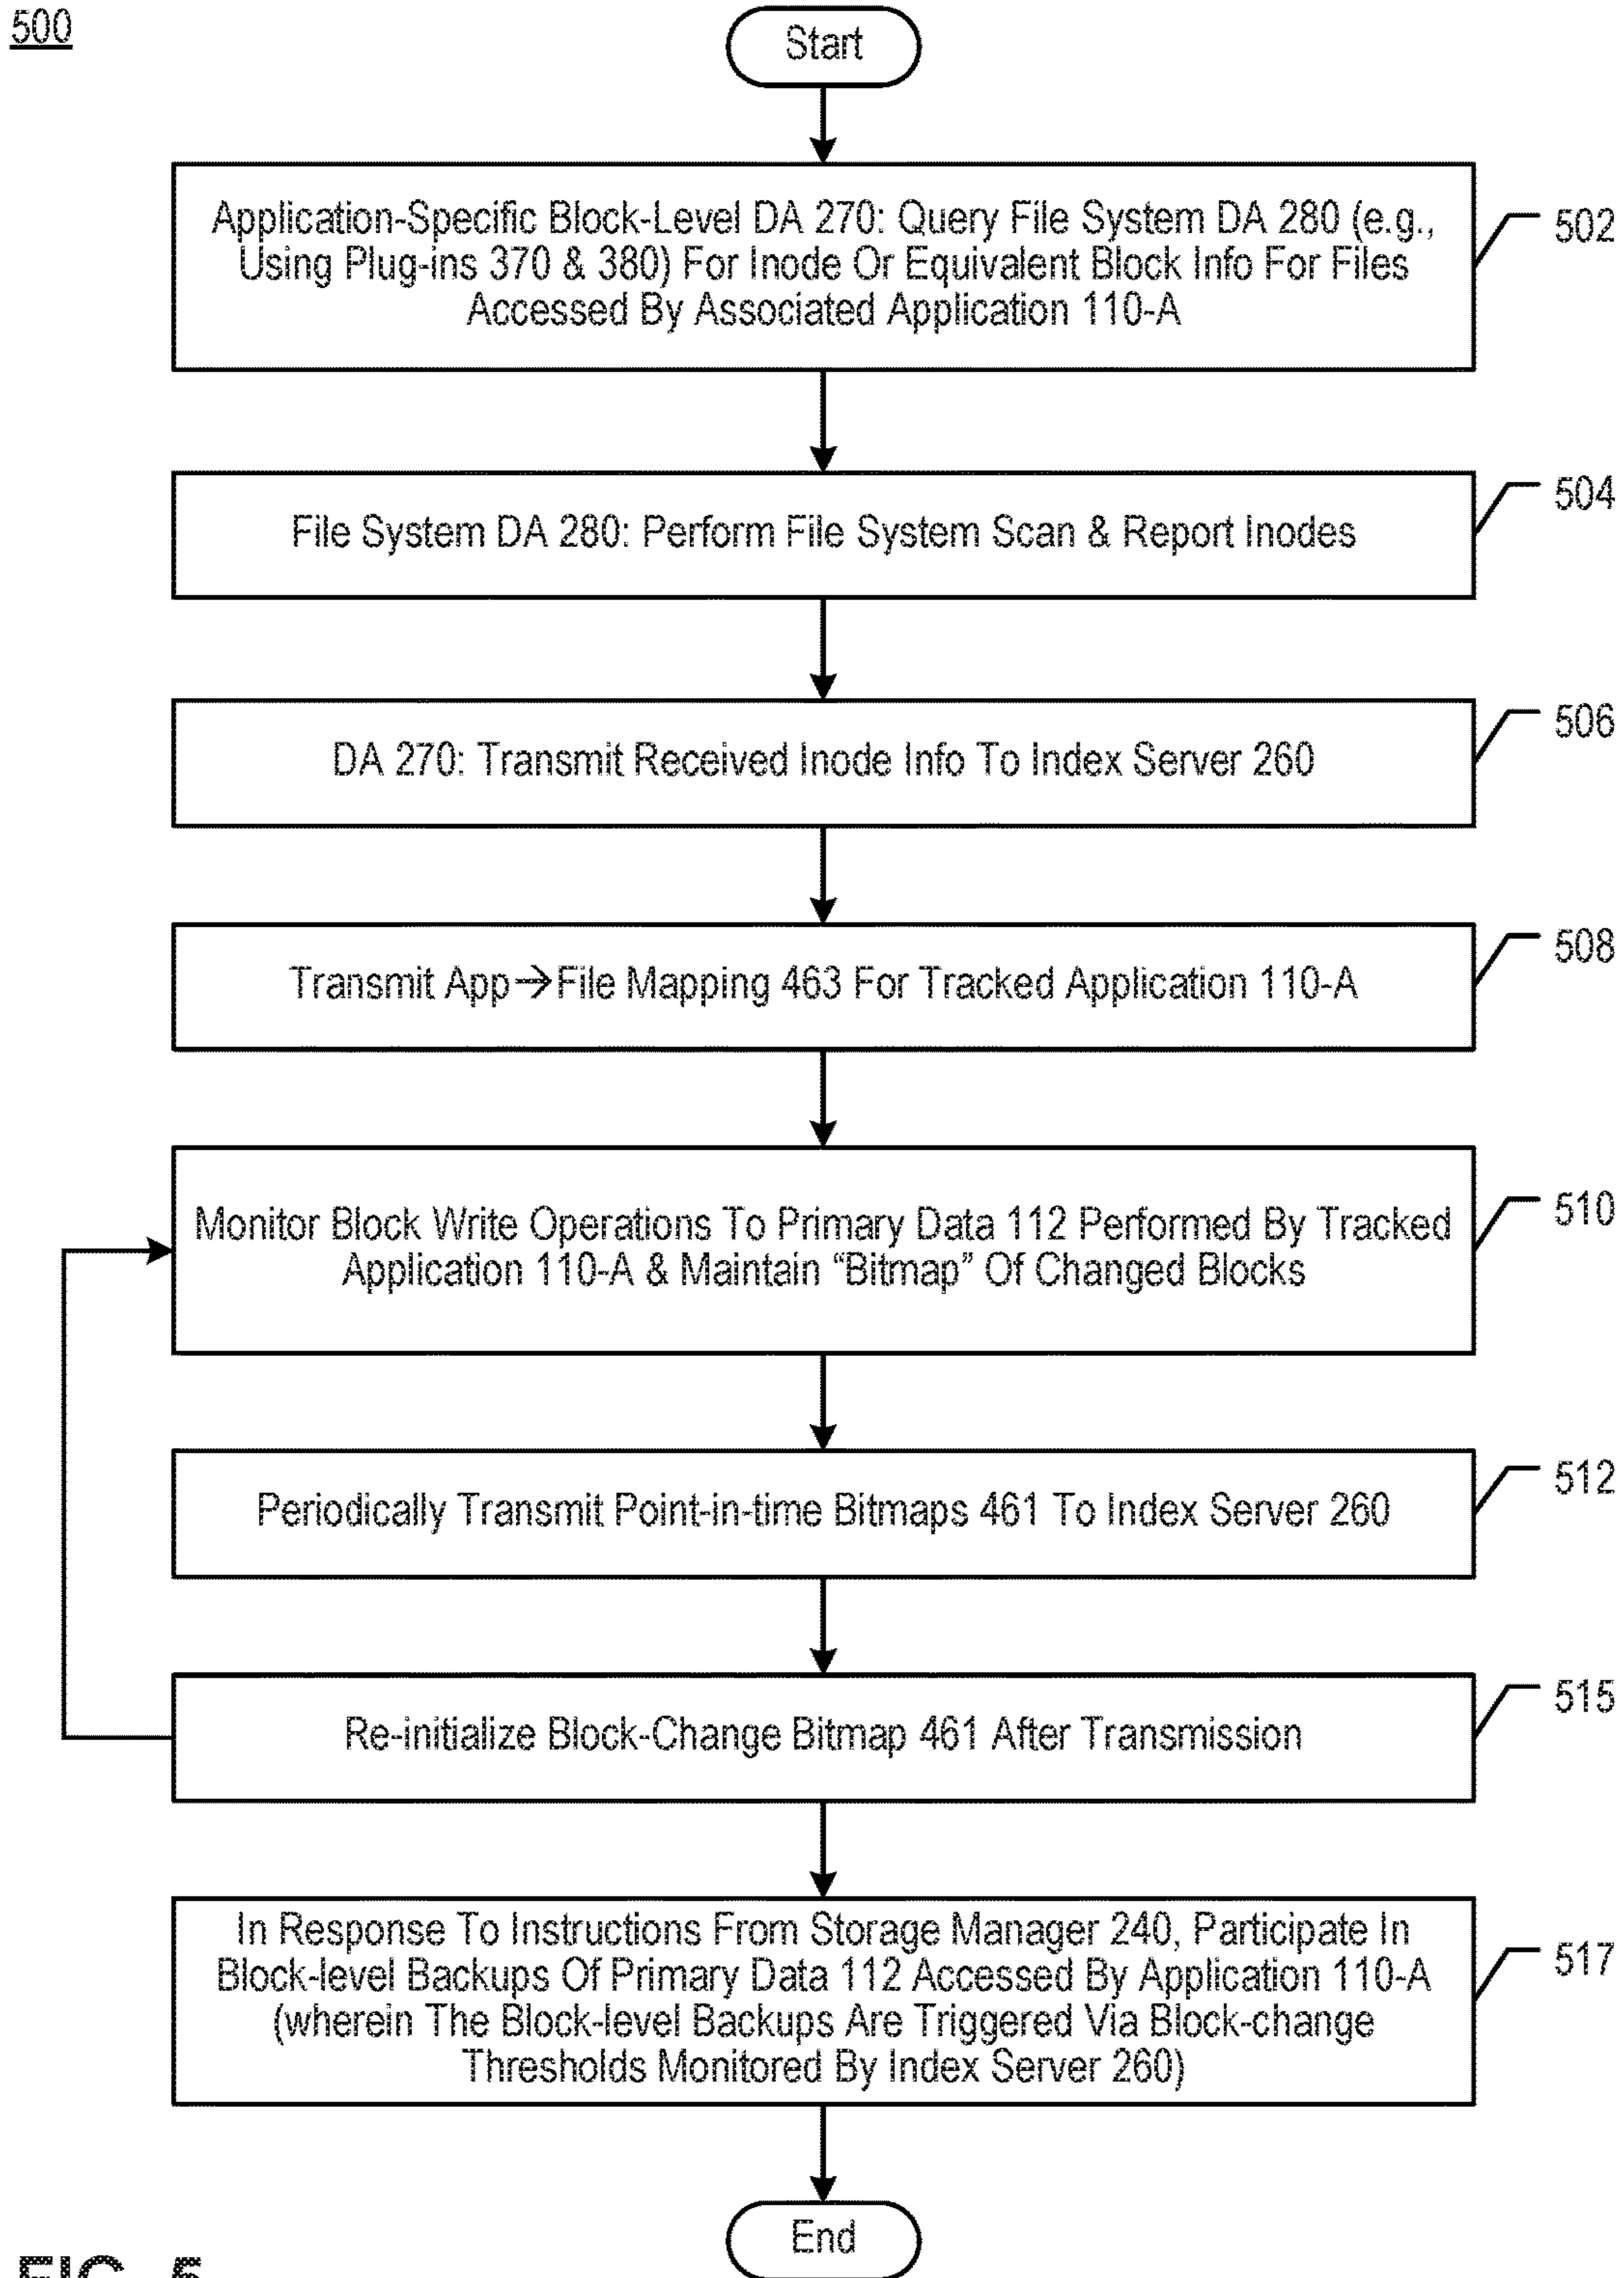 500
Start
Application-Specific Block-Level DA 270: Query File System DA 280 (e.g.,
Using Plug-ins 370 & 380) For Inode Or Equivalent Block Info For Files
Accessed By Associated Application 110-A
502
File System DA 280: Perform File System Scan & Report Inodes
504
DA 270: Transmit Received Inode Info To Index Server 260
506
Transmit App→File Mapping 463 For Tracked Application 110-A
508
Monitor Block Write Operations To Primary Data 112 Performed By Tracked
Application 110-A & Maintain “Bitmap” Of Changed Blocks
510
Periodically Transmit Point-in-time Bitmaps 461 To Index Server 260
512
Re-initialize Block-Change Bitmap 461 After Transmission
515
In Response To Instructions From Storage Manager 240, Participate In
Block-level Backups Of Primary Data 112 Accessed By Application 110-A
(wherein The Block-level Backups Are Triggered Via Block-change
Thresholds Monitored By Index Server 260)
517
End
FIG. 5